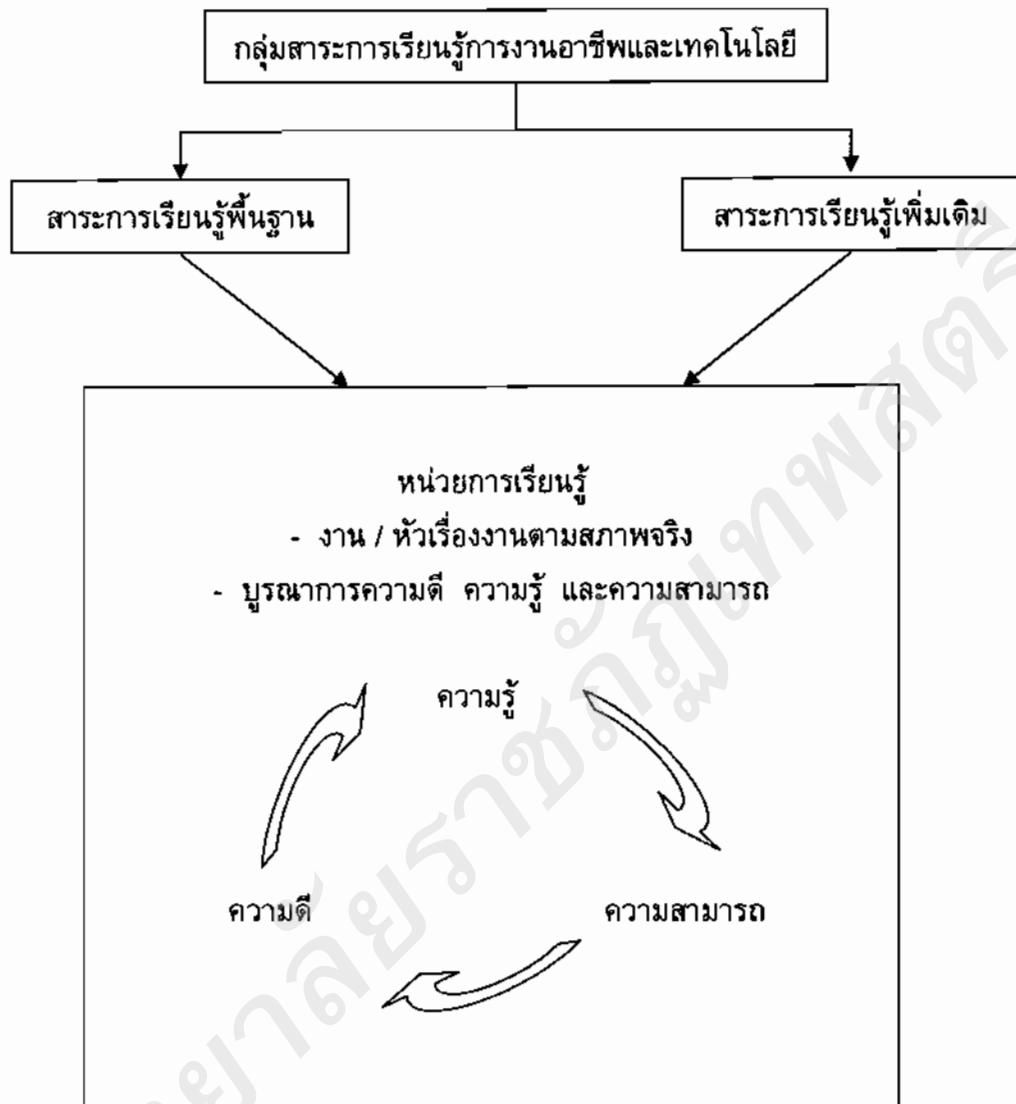 กลุ่มสาระการเรียนรู้การงานอาชีพและเทคโนโลยี
สาระการเรียนรู้พื้นฐาน
สาระการเรียนรู้เพิ่มเติม
หน่วยการเรียนรู้
- งาน / หัวเรื่องงานตามสภาพจริง
- บูรณาการความดี ความรู้ และความสามารถ
ความรู้
ความดี
ความสามารถ